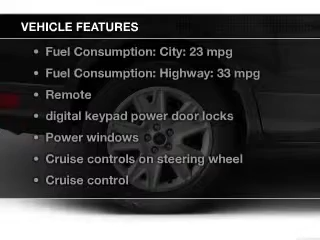 VEHICLE FEATURES
• Fuel Consumption: City: 23 mpg
• Fuel Consumption: Highway: 33 mpg
• Remote
• digital keypad power door locks
• Power windows
• Cruise controls on steering wheel
• Cruise control